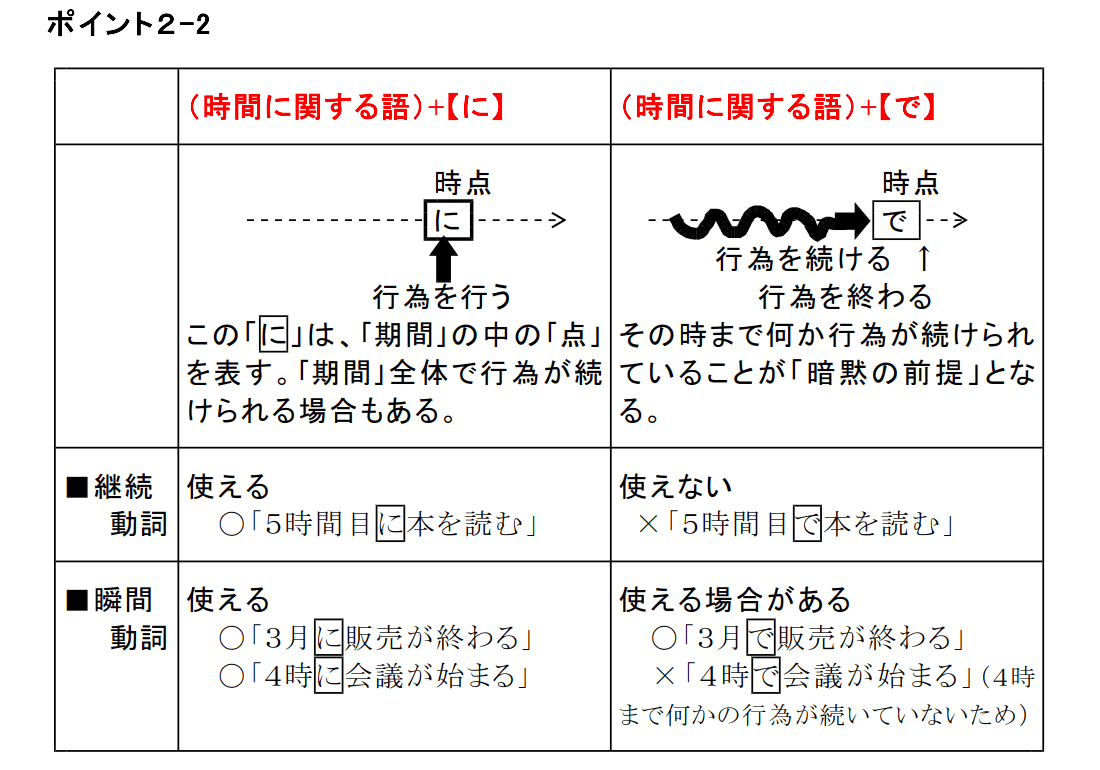 ポイント２-2
（時間に関する語）+【に】
（時間に関する語）+【で】
時点
に
行為を行う
この「に」は、「期間」の中の「点」
を表す。「期間」全体で行為が続
けられる場合もある。
時点
で
行為を続ける ↑
行為を終わる
その時まで何か行為が続けられ
ていることが「暗黙の前提」とな
る。
■継続
動詞
使える
○「５時間目に本を読む」
使えない
×「５時間目で本を読む」
■瞬間
動詞
使える
○「３月に販売が終わる」
○「４時に会議が始まる」
使える場合がある
○「３月で販売が終わる」
×「４時で会議が始まる」（４時
まで何かの行為が続いていないため）